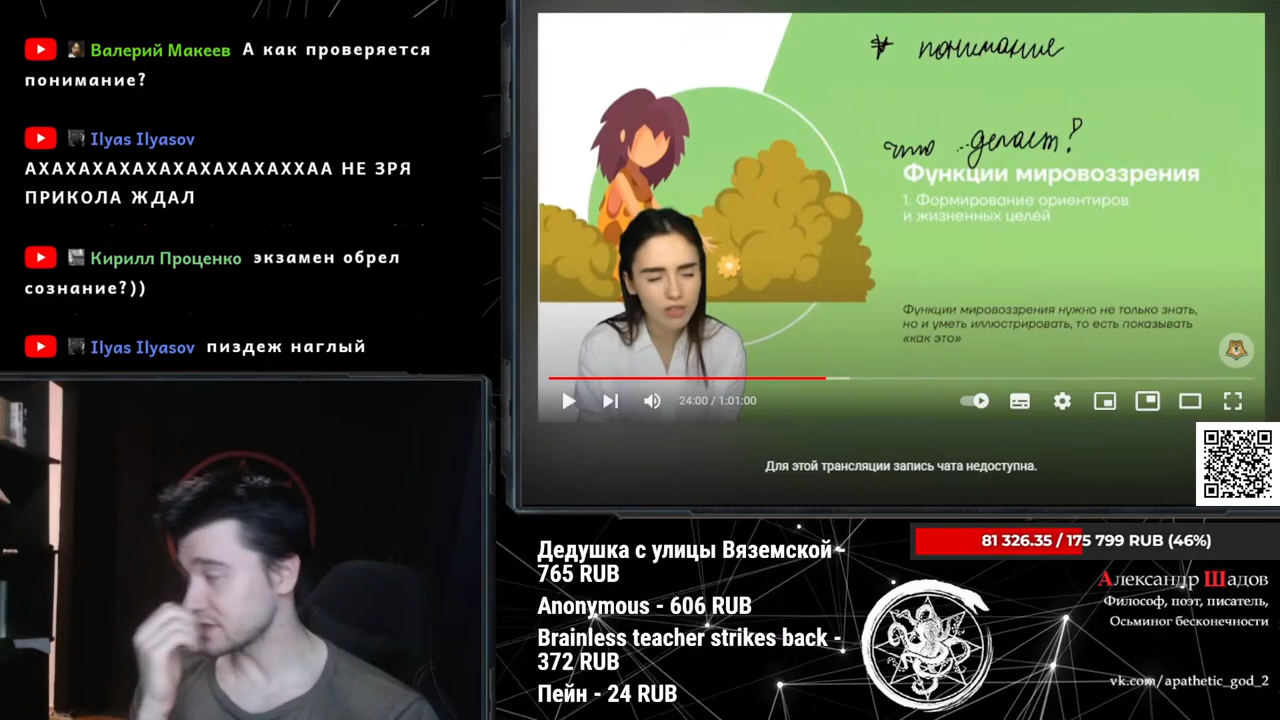 Валерий Макеев А как проверяется
понимание?
Ilyas Ilyasov
АХАХАХАХАХАХАХАХАХХАА НЕ ЗРЯ
ПРИКОЛА ЖДАЛ
Кирилл Проценко экзамен обрел
сознание?))
Ilyas Ilyasov пиздеж наглый
* понимание
что делает?
Функции мировоззрения
1. Формирование ориентиров
и жизненных целей
Функции мировоззрения нужно не только знать,
но и уметь иллюстрировать, то есть показывать
«как это»
24:00 / 1:01:00
Для этой трансляции запись чата недоступна.
Дедушка с улицы Вяземской -
765 RUB
Anonymous - 606 RUB
Brainless teacher strikes back -
372 RUB
Пейн - 24 RUB
81 326.35 / 175 799 RUB (46%)
Александр Шадов
Философ, поэт, писатель,
Осьминог бесконечности
vk.com/apathetic_god_2